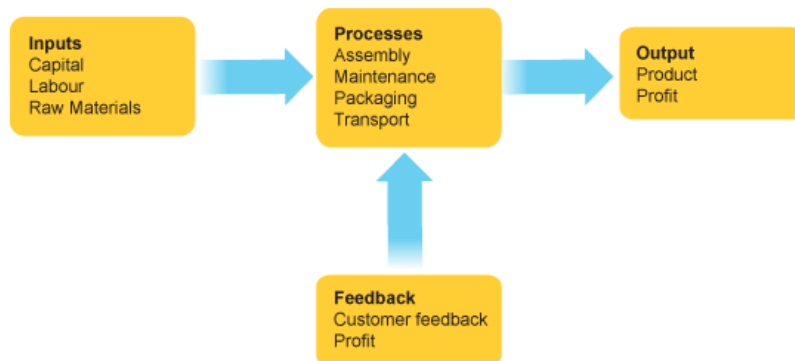 Inputs
Capital
Labour
Raw Materials
Processes
Assembly
Maintenance
Packaging
Transport
Output
Product
Profit
Feedback
Customer feedback
Profit